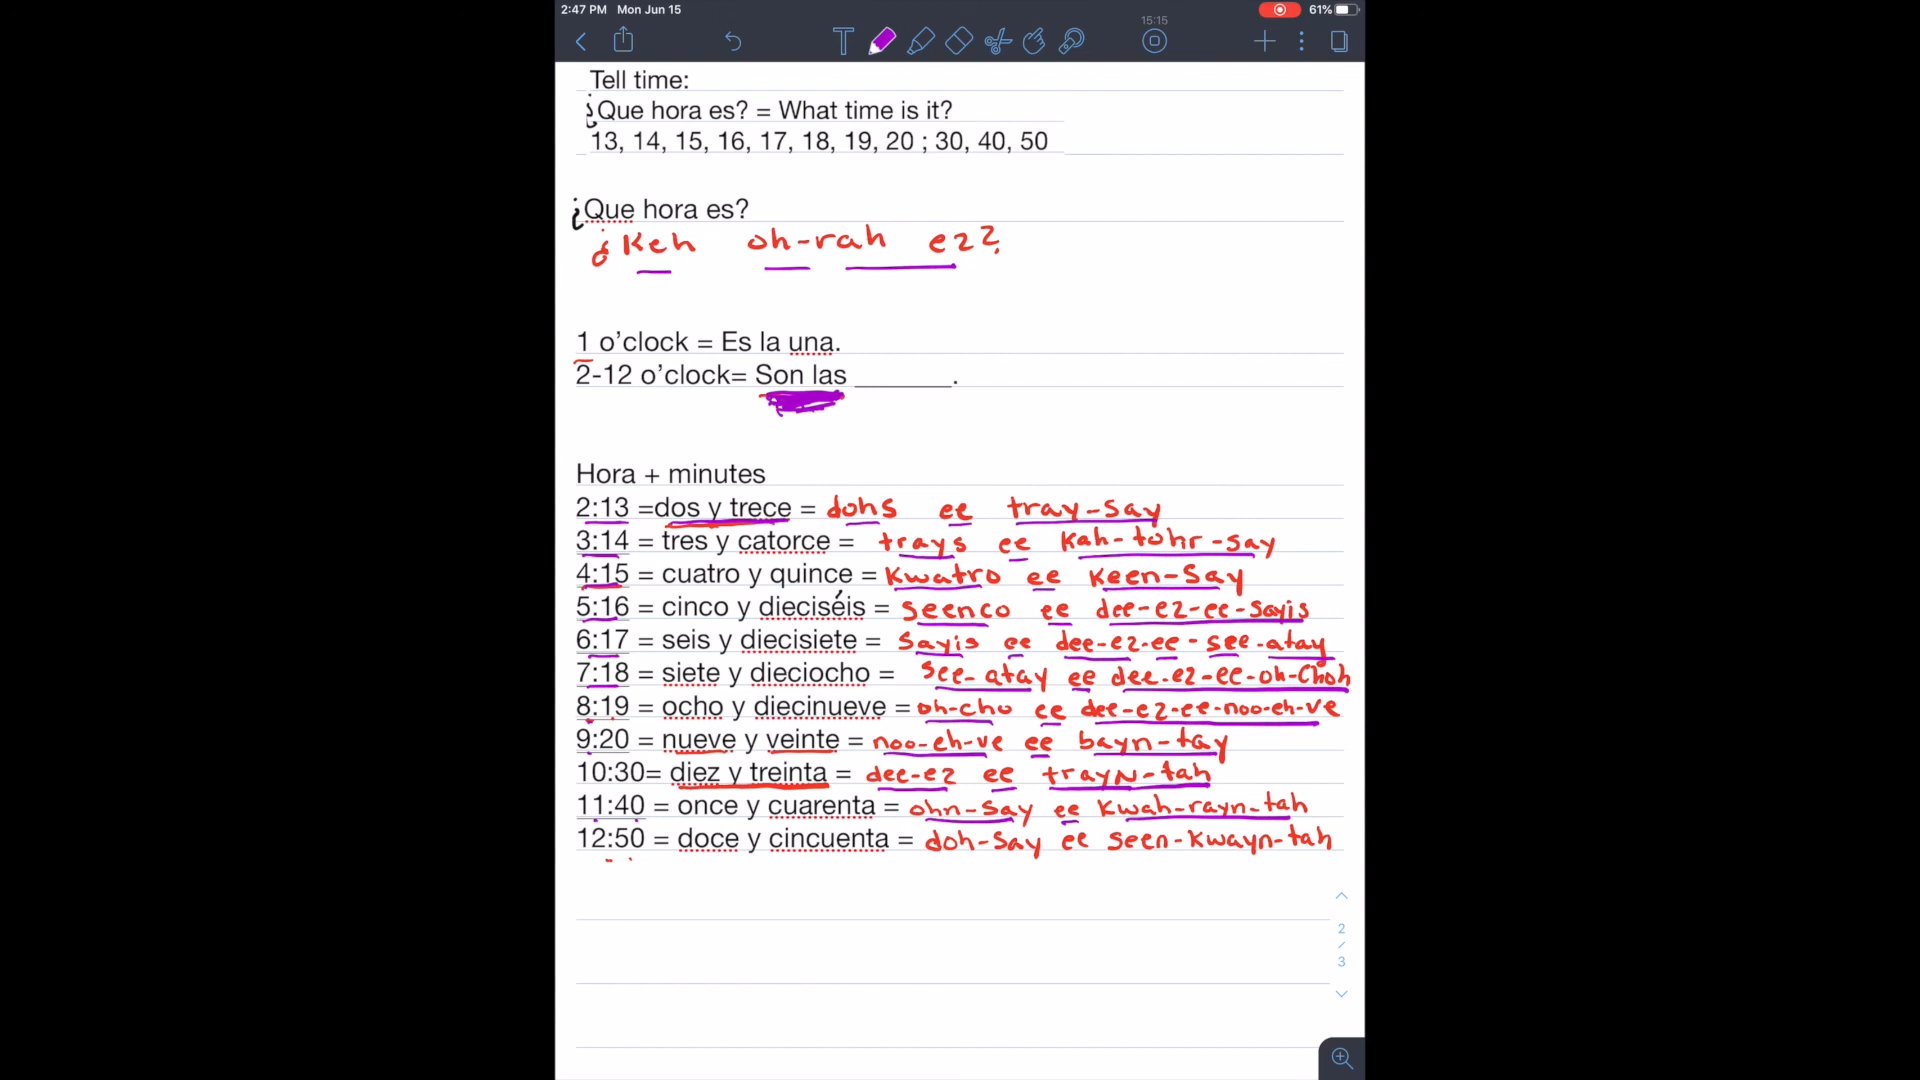 2:47 PM Mon Jun 15
61%
15:15
T
Tell time:
¿Que hora es? = What time is it?
13, 14, 15, 16, 17, 18, 19, 20 ; 30, 40, 50
¿Que hora es?
¿Keh oh-rah ez?
1 o’clock = Es la una.
2-12 o’clock= Son las _______.
Hora + minutes
2:13 =dos y trece = dohs ee tray-say
3:14 = tres y catorce = trays ee Kah-tohr-say
4:15 = cuatro y quince = Kwatro ee Keen-Say
5:16 = cinco y dieciséis = seenco ee dee-ez-ee-sayis
6:17 = seis y diecisiete = Sayis ee dee-ez-ee-see-atay
7:18 = siete y dieciocho = See-atay ee dee-ez-ee-oh-Choh
8:19 = ocho y diecinueve = oh-cho ee dee-ez-ee-noo-eh-ve
9:20 = nueve y veinte = noo-eh-ve ee bayn-tay
10:30= diez y treinta = dee-ez ee trayN-tah
11:40 = once y cuarenta = ohn-say ee Kwah-rayn-tah
12:50 = doce y cincuenta = doh-Say ee Seen-Kwayn-tah
2
/
3